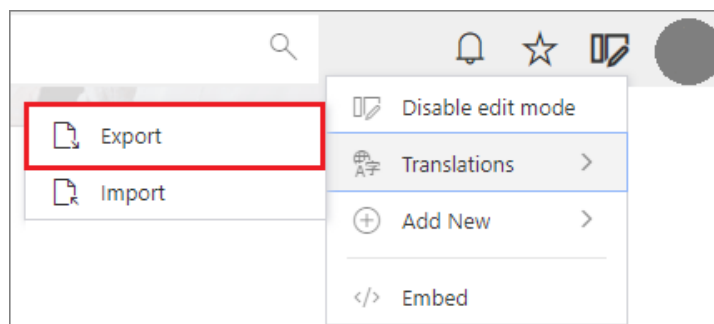 Disable edit mode
Export
Translations
Import
Add New
</> Embed